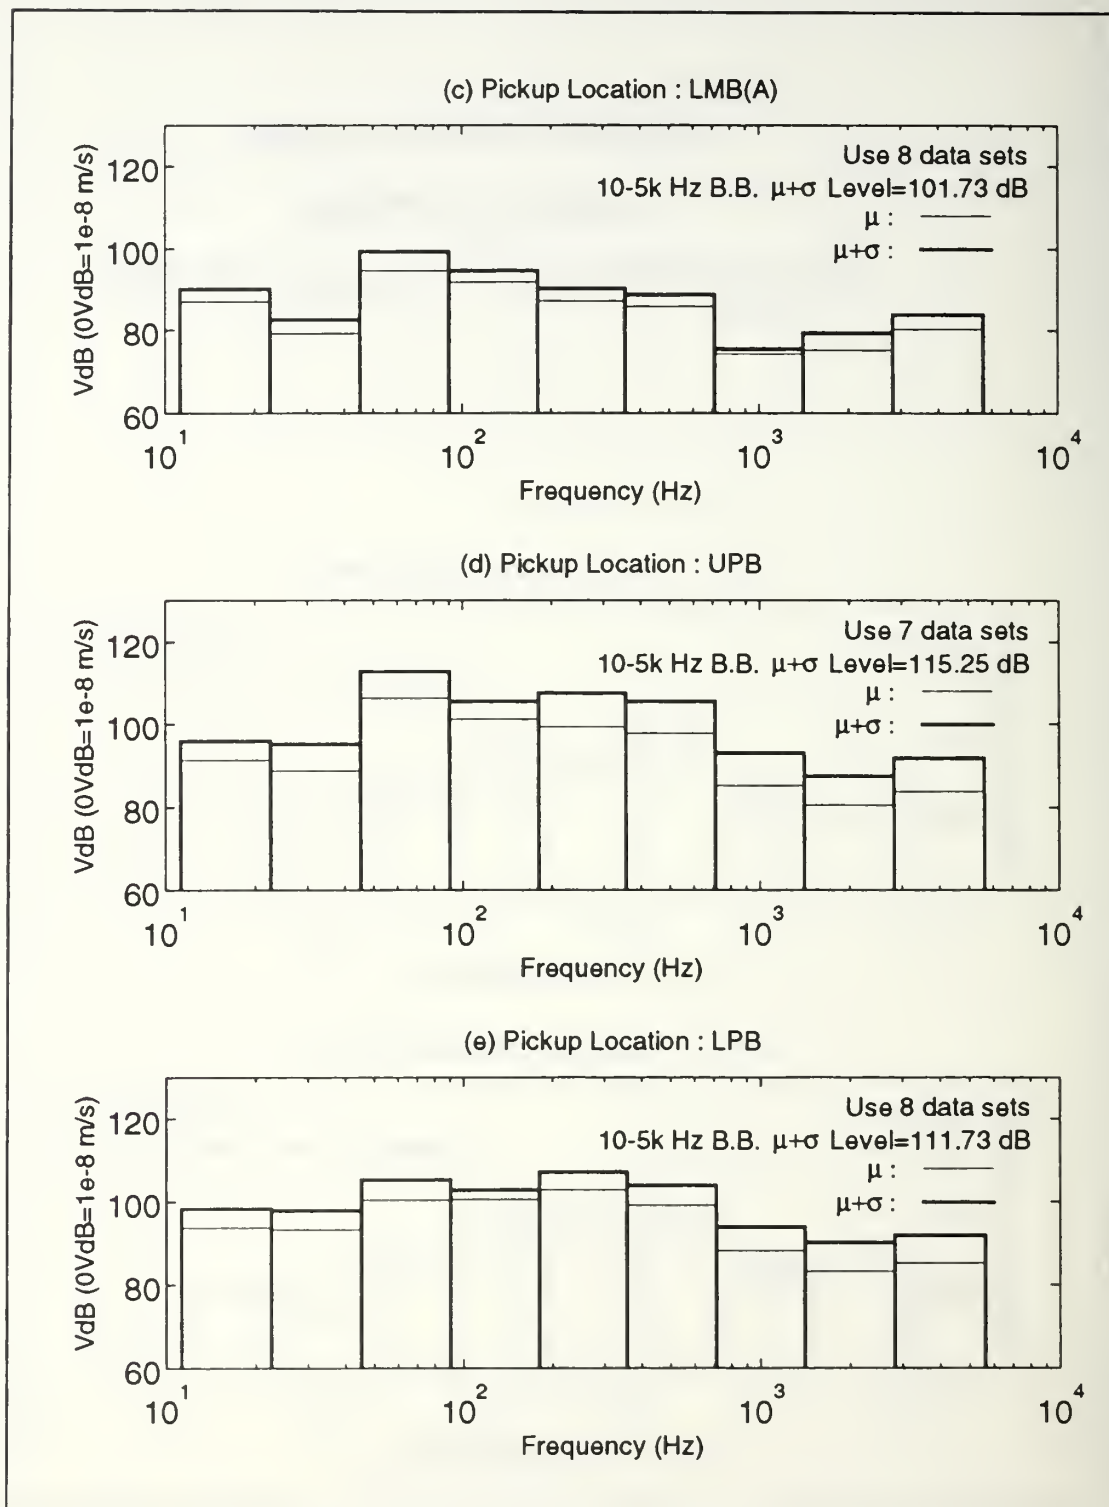 (c) Pickup Location : LMB(A)
Use 8 data sets
10-5k Hz B.B. μ+σ Level=101.73 dB
μ :
μ+σ :
VdB (0VdB=1e-8 m/s)
120
100
80
60
10^1
10^2
10^3
10^4
Frequency (Hz)
(d) Pickup Location : UPB
Use 7 data sets
10-5k Hz B.B. μ+σ Level=115.25 dB
μ :
μ+σ :
VdB (0VdB=1e-8 m/s)
120
100
80
60
10^1
10^2
10^3
10^4
Frequency (Hz)
(e) Pickup Location : LPB
Use 8 data sets
10-5k Hz B.B. μ+σ Level=111.73 dB
μ :
μ+σ :
VdB (0VdB=1e-8 m/s)
120
100
80
60
10^1
10^2
10^3
10^4
Frequency (Hz)